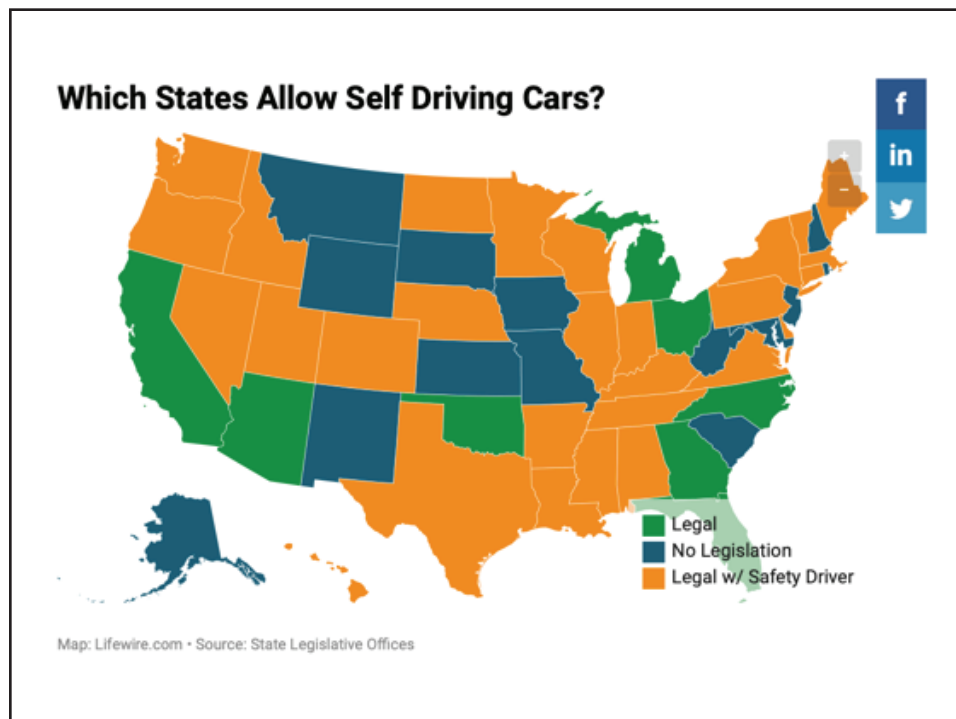 Which States Allow Self Driving Cars?
f
in
+
−
Legal
No Legislation
Legal w/ Safety Driver
Map: Lifewire.com • Source: State Legislative Offices